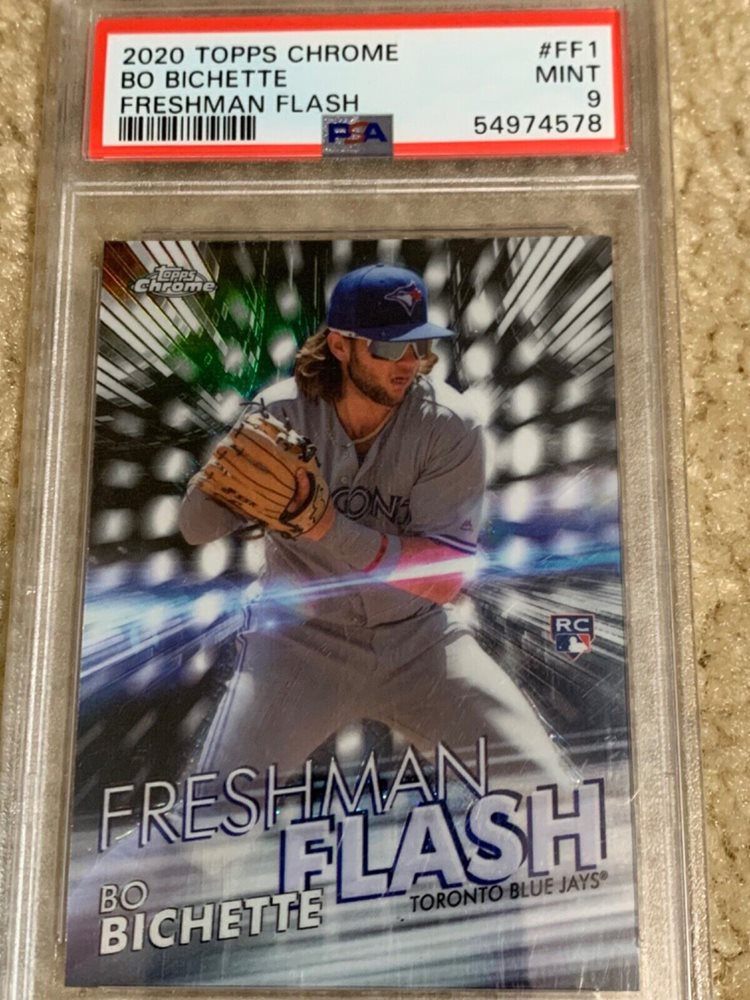 2020 TOPPS CHROME #FF1
BO BICHETTE MINT
FRESHMAN FLASH 9
PSA 54974578
Topps
Chrome
CONS
RC
FRESHMAN
FLASH
BO
BICHETTE
TORONTO BLUE JAYS®